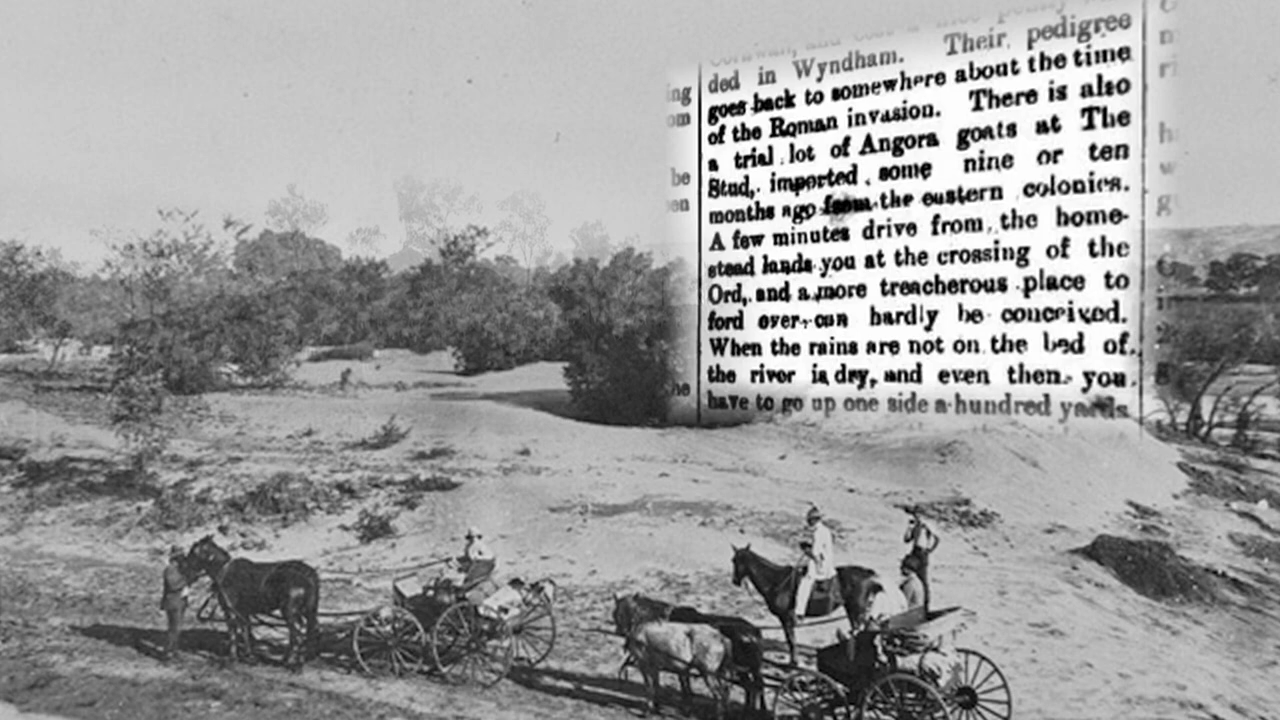 ded in Wyndham. Their pedigree
goes back to somewhere about the time
of the Roman invasion. There is also
a trial lot of Angora goats at The
Stud, imported some nine or ten
months ago from the eastern colonies.
A few minutes drive from, the home-
stead lands you at the crossing of the
Ord, and a more treacherous place to
ford over can hardly be conceived.
When the rains are not on the bed of
the river is dry, and even then you
have to go up one side a hundred yards